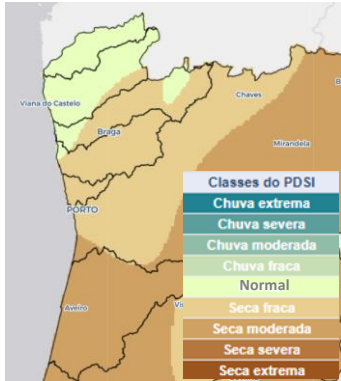 Viana do Castelo
Braga
Chaves
B
Mirandela
PORTO
Aveiro
Vi
Classes do PDSI
Chuva extrema
Chuva severa
Chuva moderada
Chuva fraca
Normal
Seca fraca
Seca moderada
Seca severa
Seca extrema